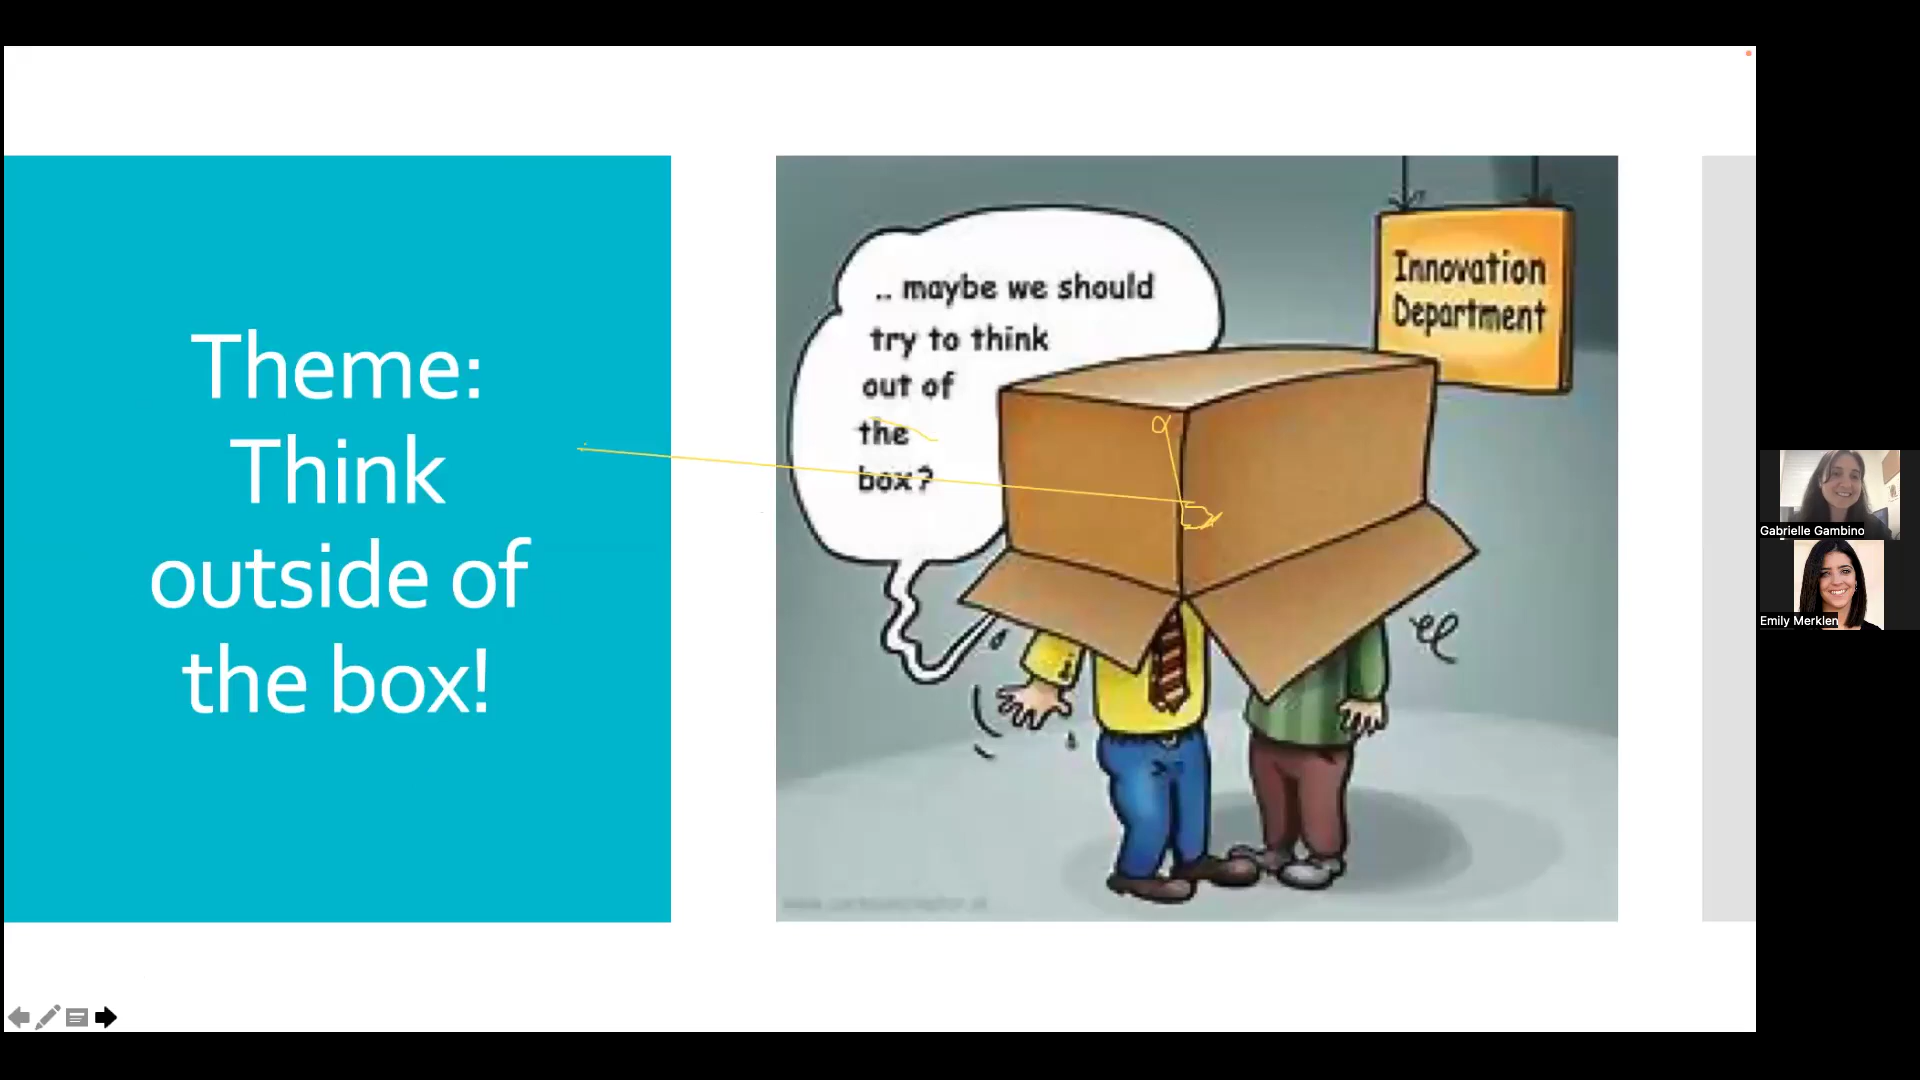 Theme:
Think
outside of
the box!
.. maybe we should
try to think
out of
the
box?
Innovation
Department
Gabrielle Gambino
Emily Merklen